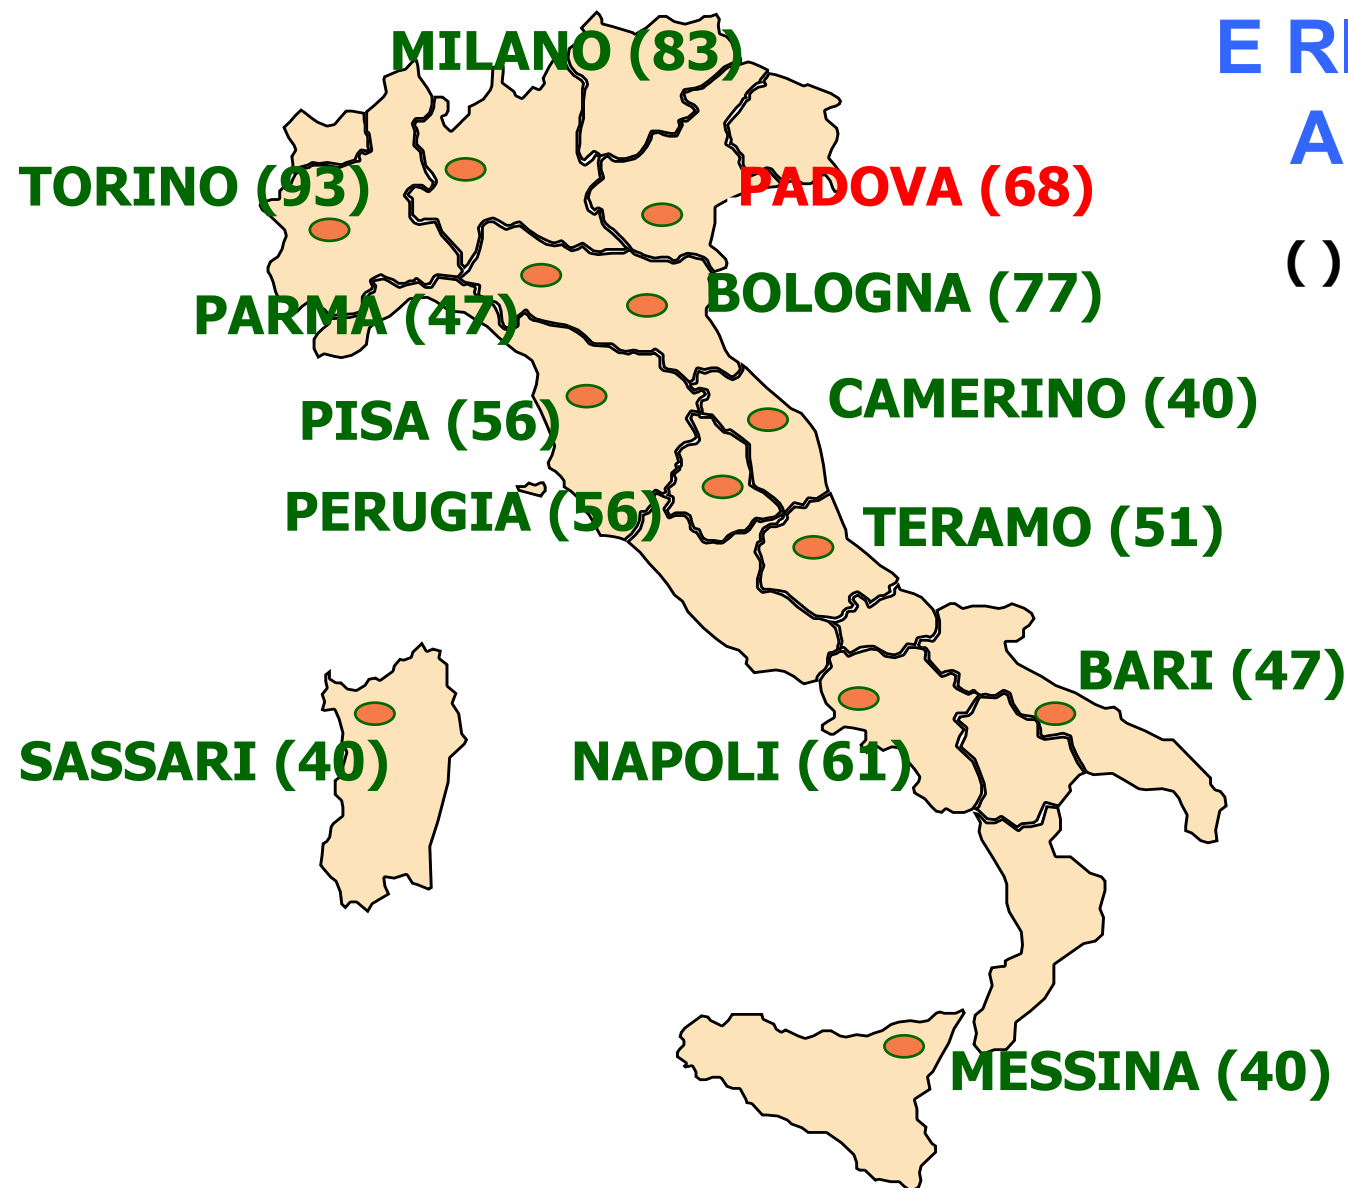 E
MILANO (83)
A
TORINO (93)
PADOVA (68)
( )
BOLOGNA (77)
PARMA (47)
CAMERINO (40)
PISA (56)
PERUGIA (56)
TERAMO (51)
BARI (47)
SASSARI (40)
NAPOLI (61)
MESSINA (40)